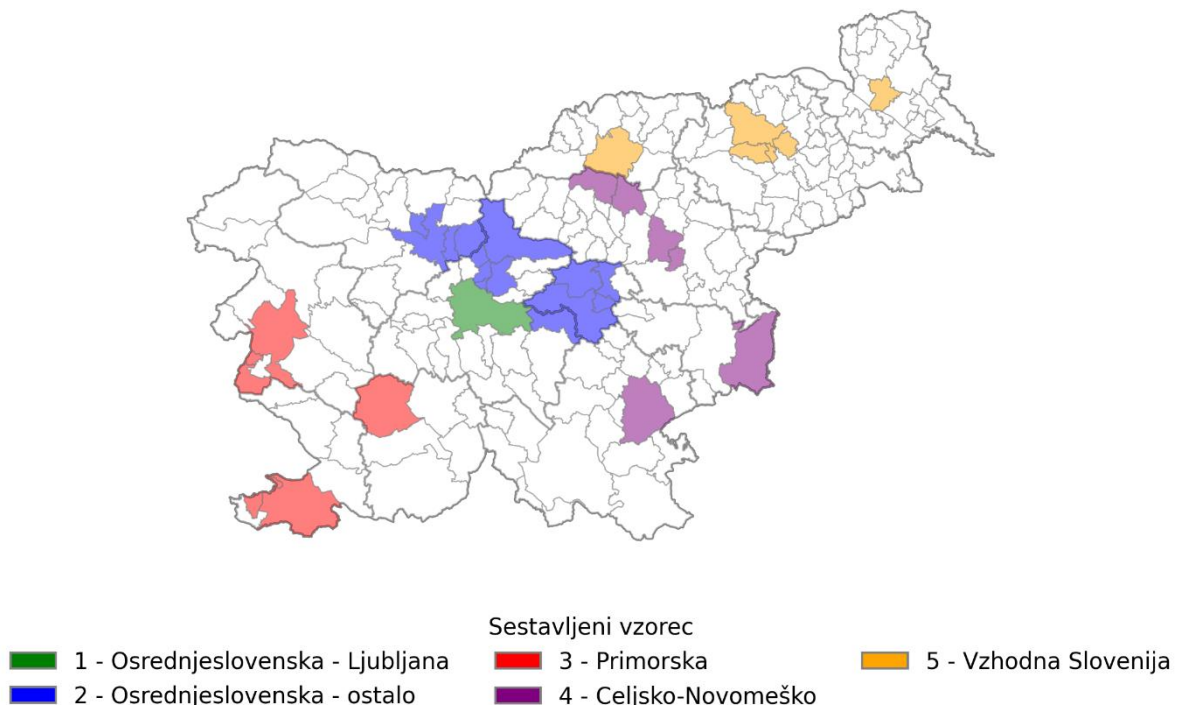 Sestavljeni vzorec
1 - Osrednjeslovenska - Ljubljana
2 - Osrednjeslovenska - ostalo
3 - Primorska
4 - Celjsko-Novomeško
5 - Vzhodna Slovenija